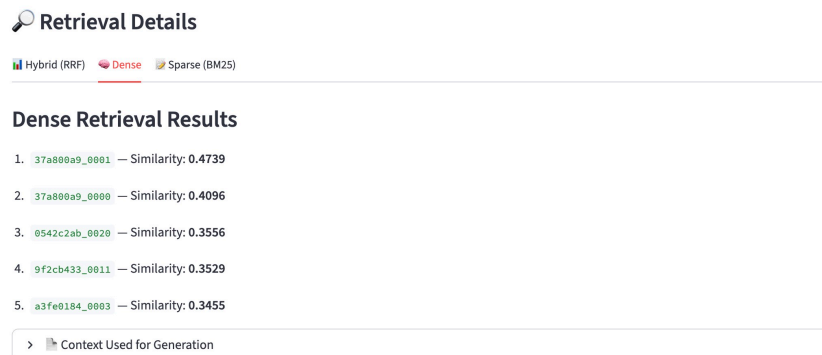 🔎 Retrieval Details
📊 Hybrid (RRF) 🧠 Dense 📝 Sparse (BM25)
Dense Retrieval Results
1. 37a800a9_0001 — Similarity: 0.4739
2. 37a800a9_0000 — Similarity: 0.4096
3. 0542c2ab_0020 — Similarity: 0.3556
4. 9f2cb433_0011 — Similarity: 0.3529
5. a3fe0184_0003 — Similarity: 0.3455
📄 Context Used for Generation